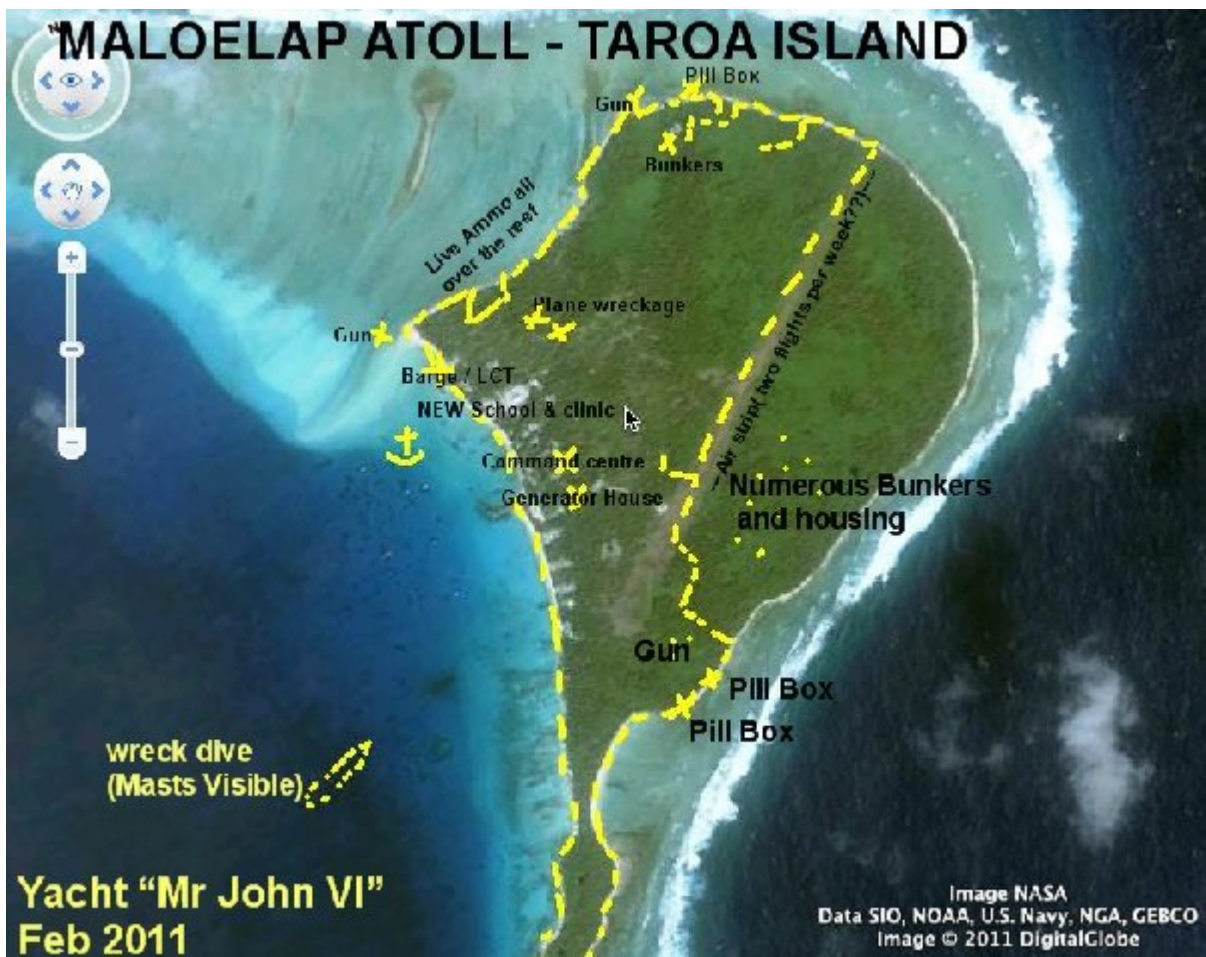 MALOELAP ATOLL - TAROA ISLAND
Pill Box
Gun
Bunkers
Live Ammo all
over the reef
Air strip( two flights per week??)
Plane wreckage
Gun
Barge / LCT
NEW School & clinic
Command centre
Generator House
Numerous Bunkers
and housing
Gun
Pill Box
Pill Box
wreck dive
(Masts Visible)
Yacht “Mr John VI”
Feb 2011
Image NASA
Data SIO, NOAA, U.S. Navy, NGA, GEBCO
Image © 2011 DigitalGlobe